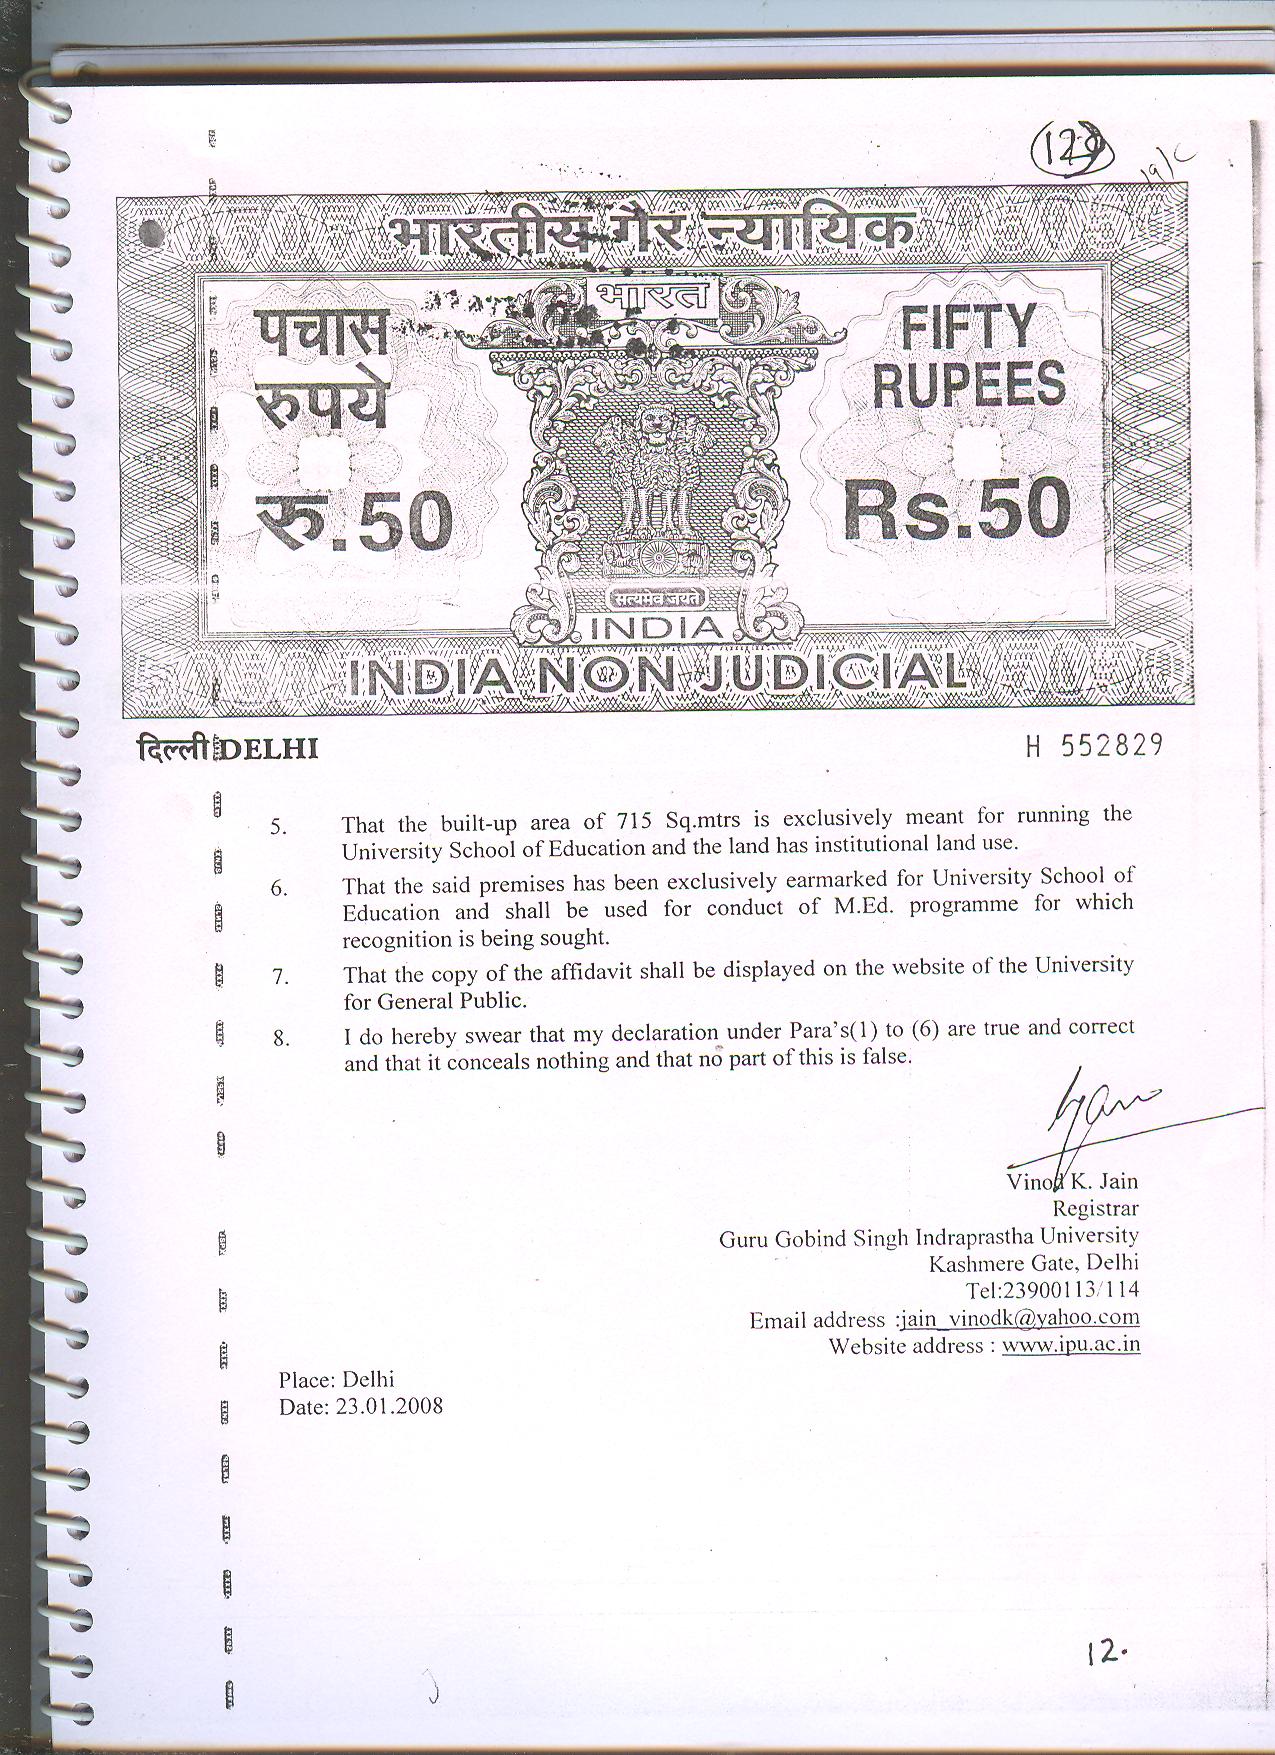 भारतीय गैर न्यायिक
भारत
पचास
रुपये
रु.50
FIFTY
RUPEES
Rs.50
सत्यमेव जयते
INDIA
INDIA NON JUDICIAL
दिल्ली DELHI
H 552829
5. That the built-up area of 715 Sq.mtrs is exclusively meant for running the
University School of Education and the land has institutional land use.
6. That the said premises has been exclusively earmarked for University School of
Education and shall be used for conduct of M.Ed. programme for which
recognition is being sought.
7. That the copy of the affidavit shall be displayed on the website of the University
for General Public.
8. I do hereby swear that my declaration under Para's(1) to (6) are true and correct
and that it conceals nothing and that no part of this is false.
Vinod K. Jain
Registrar
Guru Gobind Singh Indraprastha University
Kashmere Gate, Delhi
Tel:23900113/114
Email address :jain_vinodk@yahoo.com
Website address : www.ipu.ac.in
Place: Delhi
Date: 23.01.2008
12.